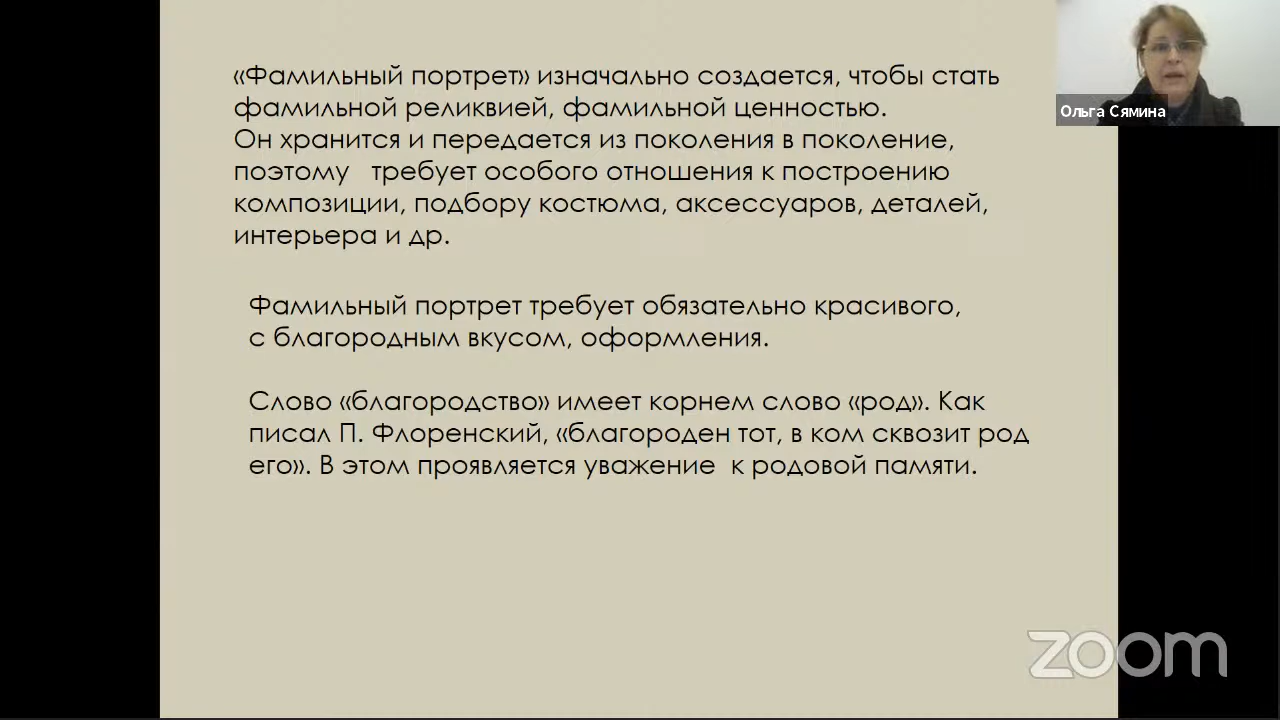 «Фамильный портрет» изначально создается, чтобы стать
фамильной реликвией, фамильной ценностью.
Он хранится и передается из поколения в поколение,
поэтому требует особого отношения к построению
композиции, подбору костюма, аксессуаров, деталей,
интерьера и др.
Фамильный портрет требует обязательно красивого,
с благородным вкусом, оформления.
Слово «благородство» имеет корнем слово «род». Как
писал П. Флоренский, «благороден тот, в ком сквозит род
его». В этом проявляется уважение к родовой памяти.
Ольга Сямина
zoom